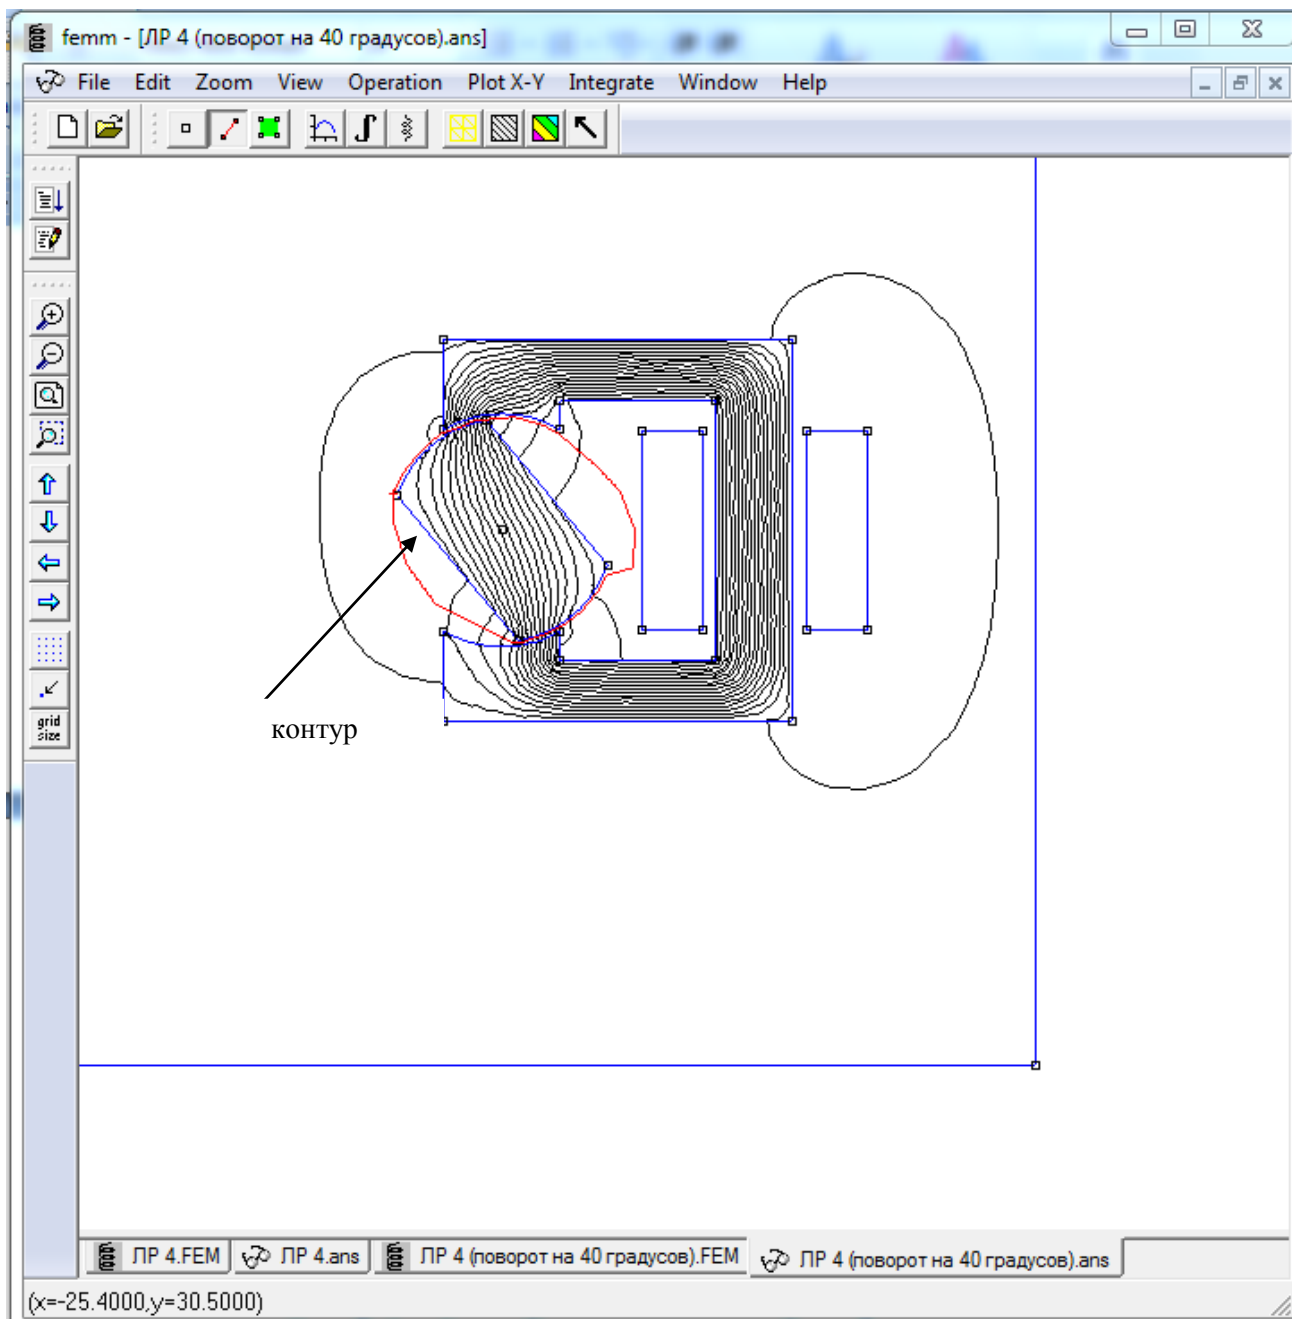 femm - [ЛР 4 (поворот на 40 градусов).ans]
File Edit Zoom View Operation Plot X-Y Integrate Window Help
grid
size
контур
ЛР 4.FEM ЛР 4.ans ЛР 4 (поворот на 40 градусов).FEM ЛР 4 (поворот на 40 градусов).ans
(x=-25.4000,y=30.5000)